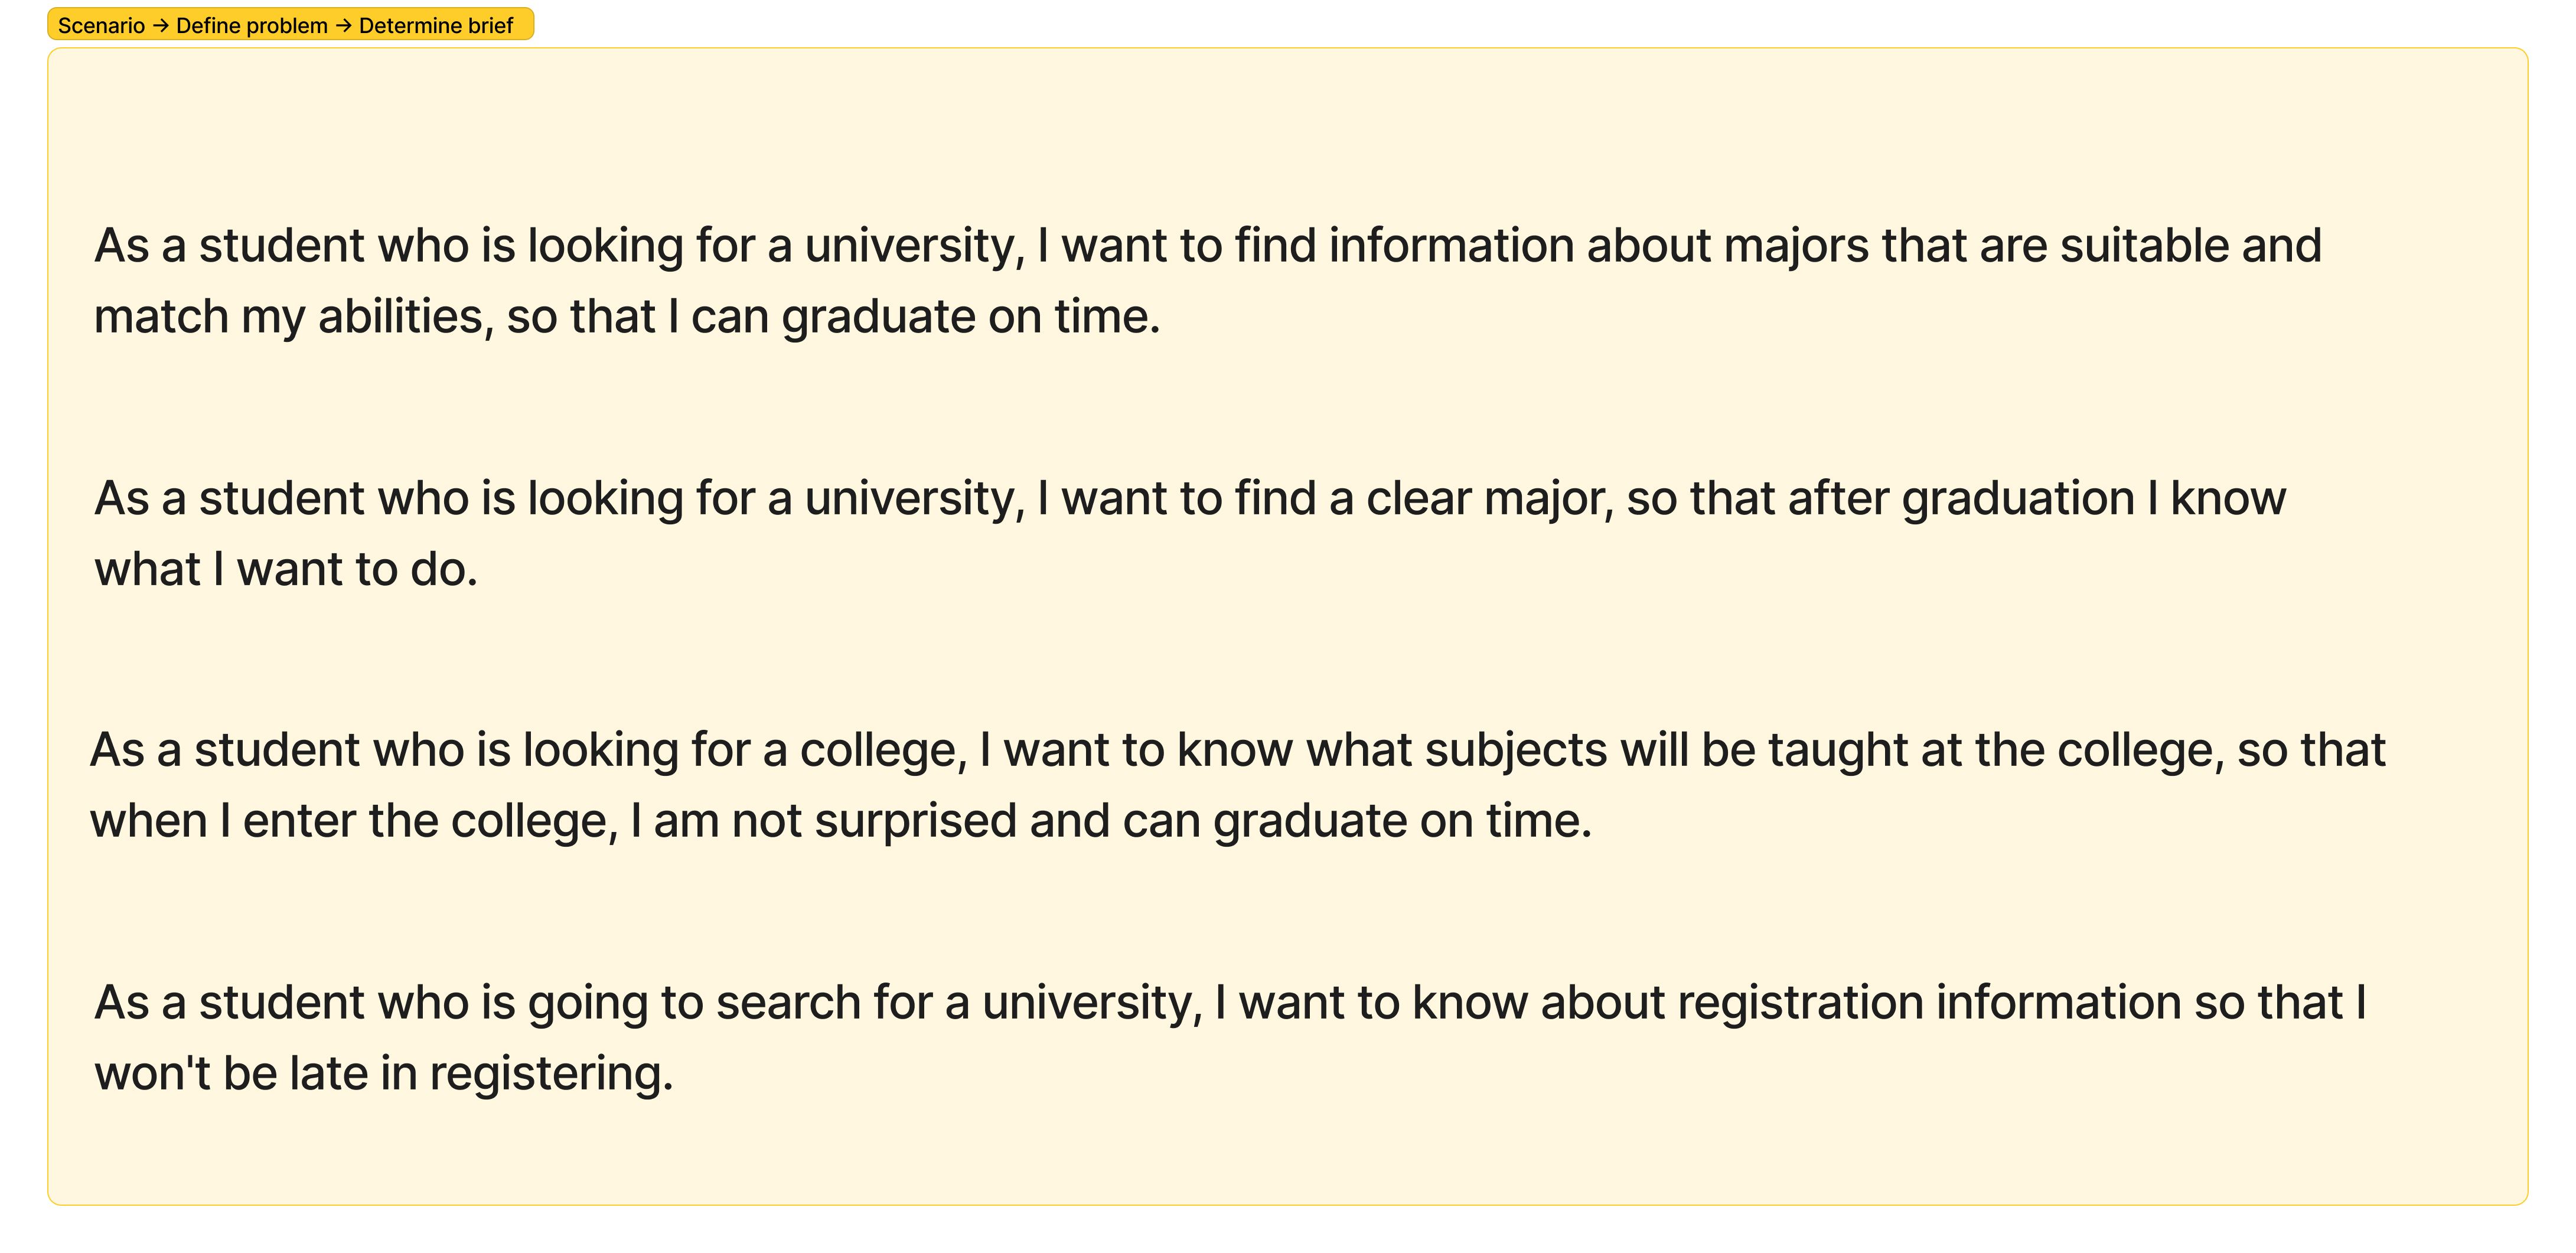 Scenario → Define problem → Determine brief
As a student who is looking for a university, I want to find information about majors that are suitable and
match my abilities, so that I can graduate on time.
As a student who is looking for a university, I want to find a clear major, so that after graduation I know
what I want to do.
As a student who is looking for a college, I want to know what subjects will be taught at the college, so that
when I enter the college, I am not surprised and can graduate on time.
As a student who is going to search for a university, I want to know about registration information so that I
won't be late in registering.